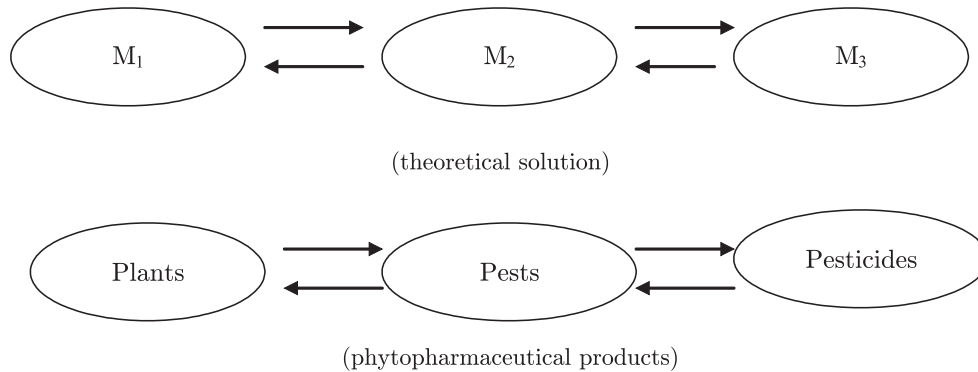 M₁ M₂ M₃
(theoretical solution)
Plants Pests Pesticides
(phytopharmaceutical products)